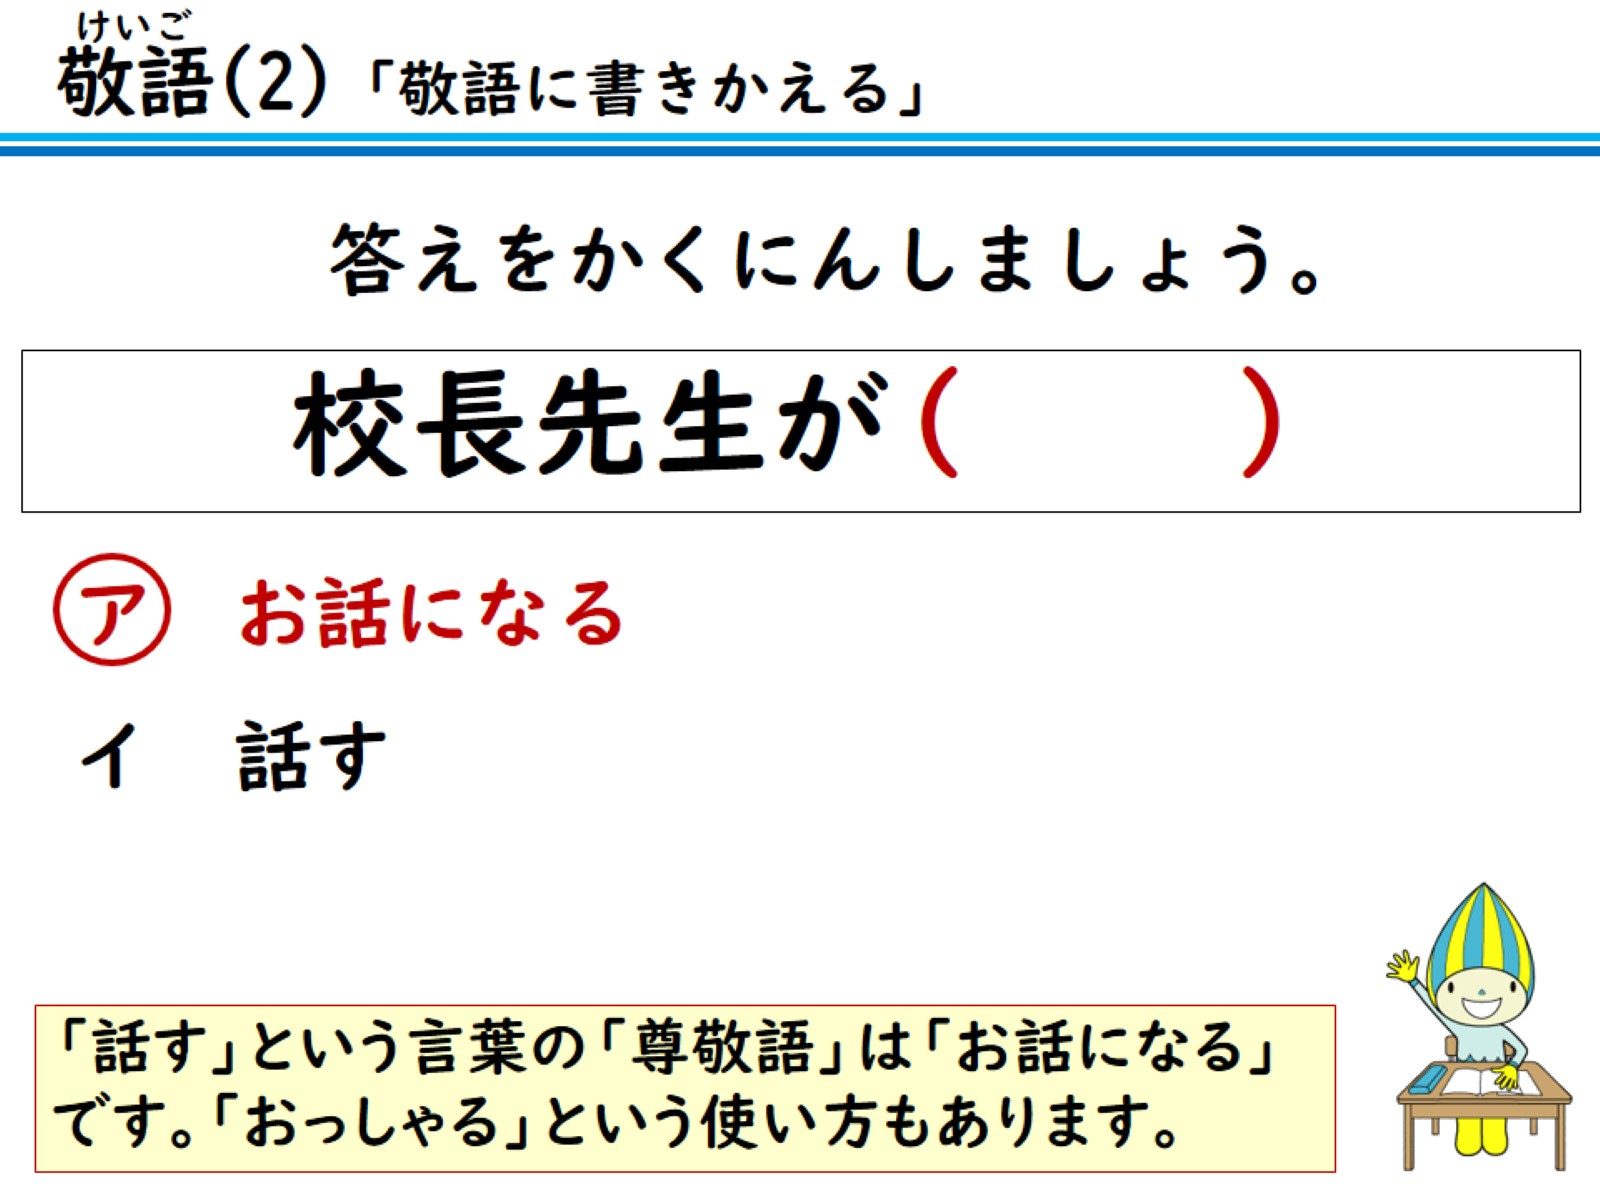 けいご
敬語(2)「敬語に書きかえる」
答えをかくにんしましょう。
校長先生が(　　)
ア　お話になる
イ　話す
「話す」という言葉の「尊敬語」は「お話になる」
です。「おっしゃる」という使い方もあります。